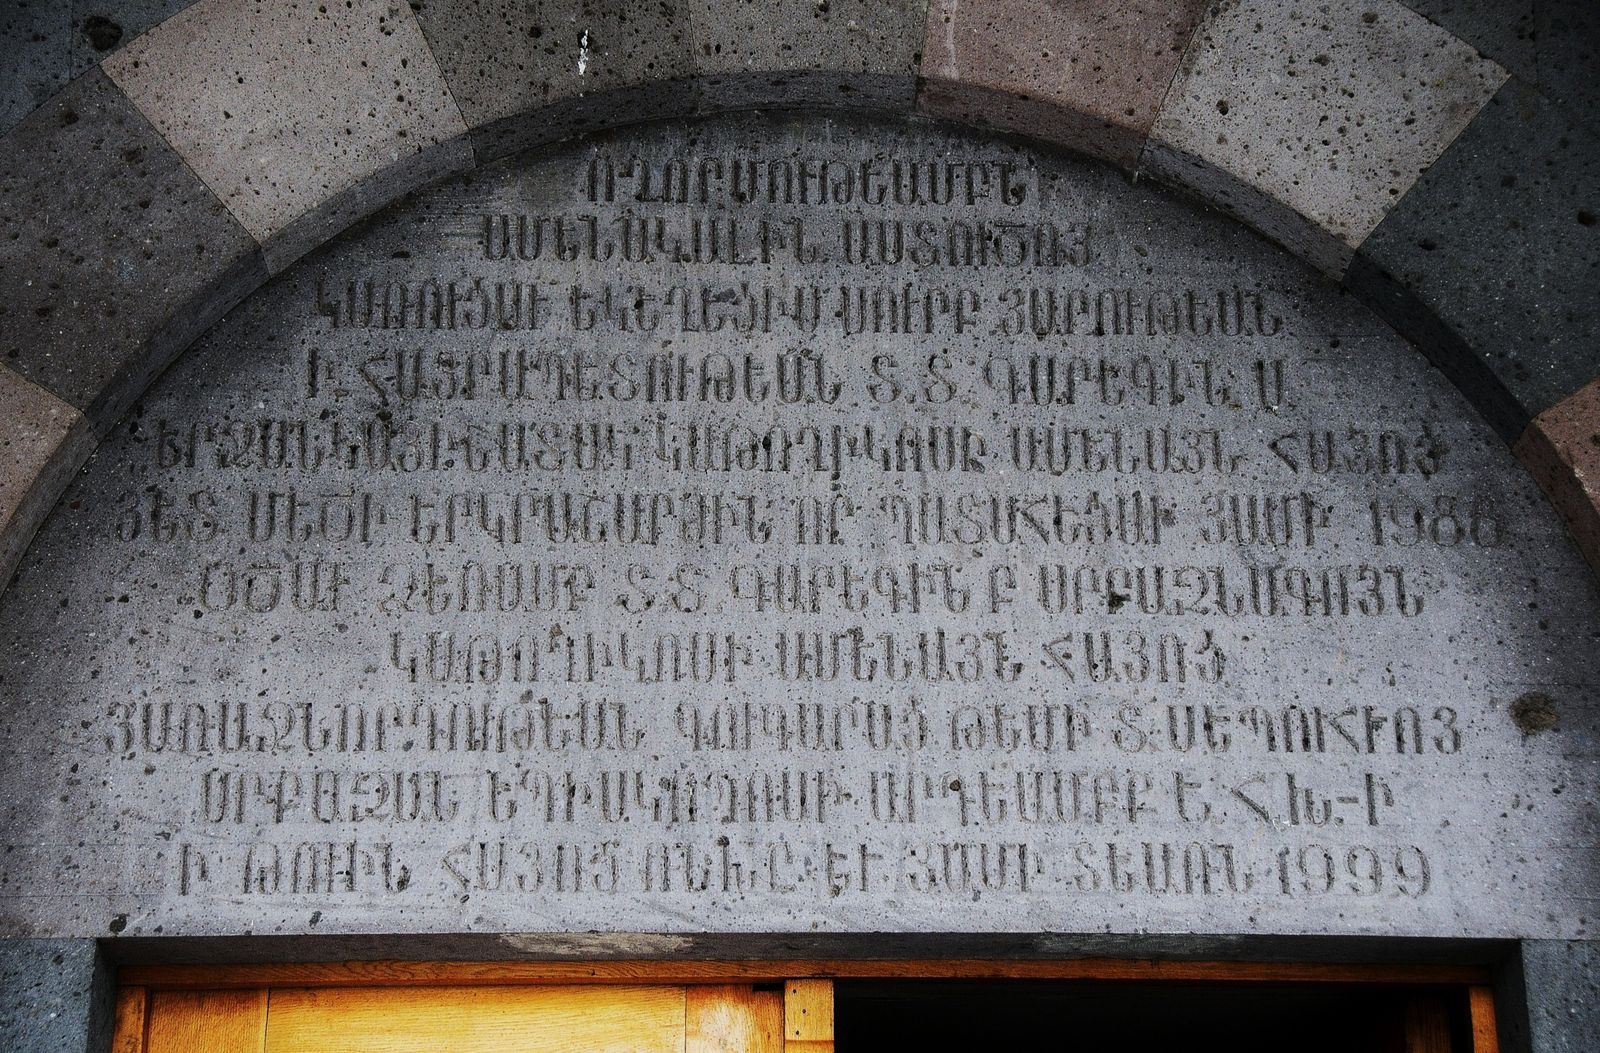 ՈՂՈՐՄՈՒԹԵԱՄԲՆ
ԱՄԵՆԱԿԱԼԻՆ ԱՍՏՈՒԾՈՅ
ԿԱՌՈՒՑԱՒ ԵԿԵՂԵՑԻՍ ՍՈՒՐԲ ՅԱՐՈՒԹԵԱՆ
Ի ՀԱՅՐԱՊԵՏՈՒԹԵԱՆ Տ.Տ. ԳԱՐԵԳԻՆ Ա
ԵՐՋԱՆԿԱՅԻՇԱՏԱԿ ԿԱԹՈՂԻԿՈՍԻ ԱՄԵՆԱՅՆ ՀԱՅՈՑ
ՅԵՏ ՄԵԾԻ ԵՐԿՐԱՇԱՐԺԻՆ ՈՐ ՊԱՏԱՀԵՑԱՒ ՅԱՄԻ 1988
ՕԾԱՒ ՁԵՌԱՄԲ Տ.Տ. ԳԱՐԵԳԻՆ Բ ՍՐԲԱԶՆԱԳՈՅՆ
ԿԱԹՈՂԻԿՈՍԻ ԱՄԵՆԱՅՆ ՀԱՅՈՑ
ՅԱՌԱՋՆՈՐԴՈՒԹԵԱՆ ԳՈՒԳԱՐԱՑ ԹԵՄԻ Տ. ՍԵՊՈՒՀՒՈՅ
ՍՐԲԱԶԱՆ ԵՊԻՍԿՈՊՈՍԻ ԱՐԴԵԱՄԲՔ Ե. Հ. Խ.-Ի
Ի ԹՈՒԻՆ ՀԱՅՈՑ ՌՆԽԸ ԵՒ ՅԱՄԻ ՏԵԱՌՆ 1999